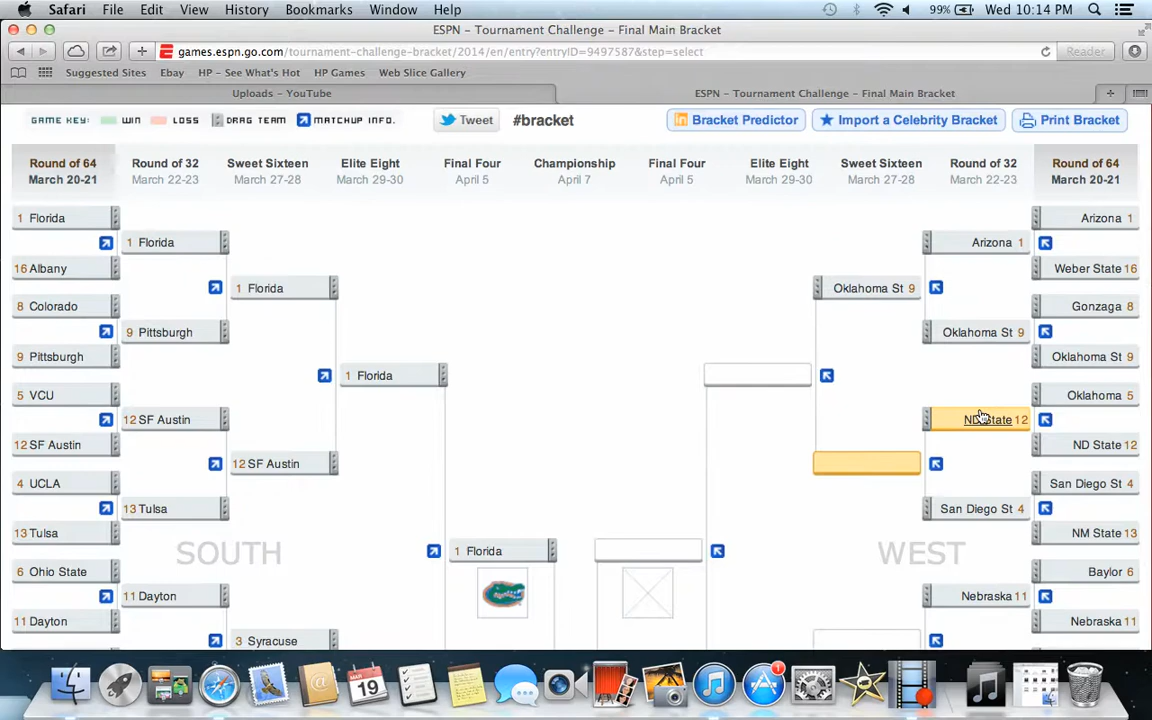 Safari File Edit View History Bookmarks Window Help 99% Wed 10:14 PM
ESPN - Tournament Challenge - Final Main Bracket
games.espn.go.com/tournament-challenge-bracket/2014/en/entry?entryID=9497587&step=select Reader
Suggested Sites Ebay HP - See What's Hot HP Games Web Slice Gallery
Uploads - YouTube ESPN - Tournament Challenge - Final Main Bracket
GAME KEY: WIN LOSS DRAG TEAM MATCHUP INFO. Tweet #bracket Bracket Predictor Import a Celebrity Bracket Print Bracket
Round of 64 Round of 32 Sweet Sixteen Elite Eight Final Four Championship Final Four Elite Eight Sweet Sixteen Round of 32 Round of 64
March 20-21 March 22-23 March 27-28 March 29-30 April 5 April 7 April 5 March 29-30 March 27-28 March 22-23 March 20-21
1 Florida Arizona 1
1 Florida Arizona 1
16 Albany Weber State 16
1 Florida Oklahoma St 9
8 Colorado Gonzaga 8
9 Pittsburgh Oklahoma St 9
9 Pittsburgh Oklahoma St 9
1 Florida
5 VCU Oklahoma 5
12 SF Austin ND State 12
12 SF Austin ND State 12
12 SF Austin
4 UCLA San Diego St 4
13 Tulsa San Diego St 4
13 Tulsa NM State 13
SOUTH 1 Florida WEST
6 Ohio State Baylor 6
11 Dayton Nebraska 11
11 Dayton Nebraska 11
3 Syracuse
MAR
19
1